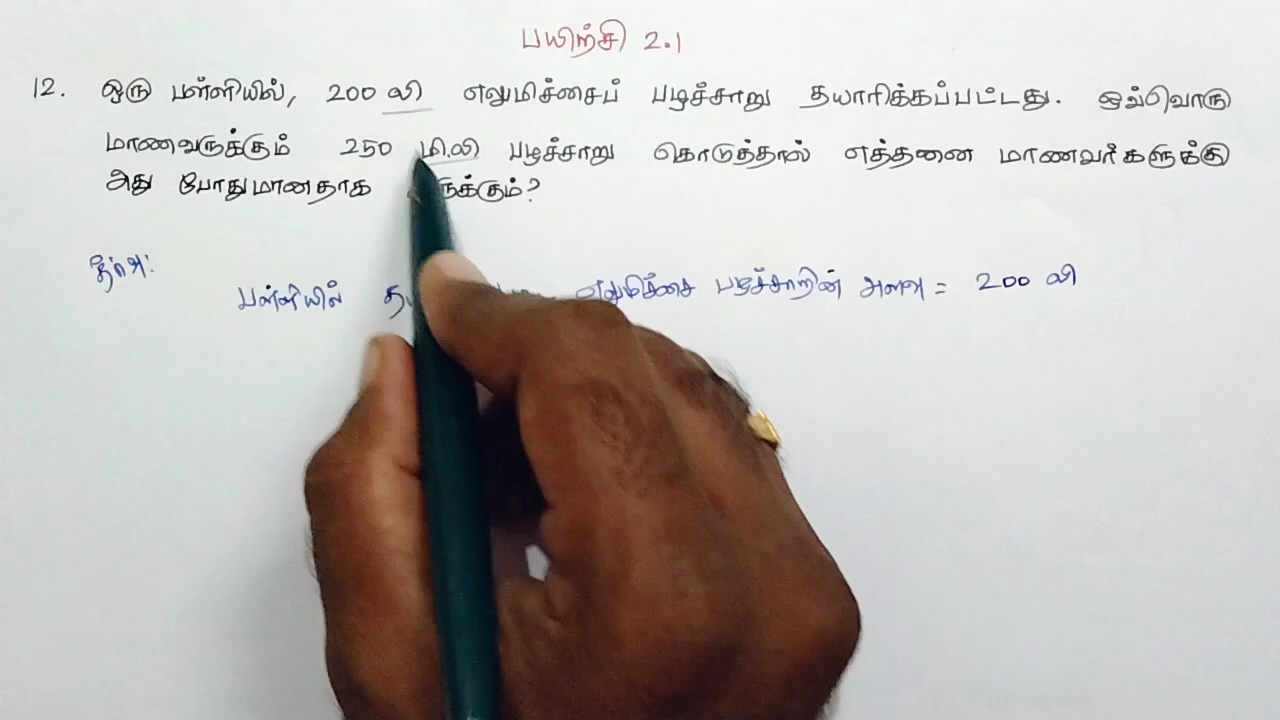 பயிற்சி 2.1
12. ஒரு பள்ளியில், 200 லி எலுமிச்சைப் பழச்சாறு தயாரிக்கப்பட்டது. ஒவ்வொரு
மாணவருக்கும் 250 மி.லி பழச்சாறு கொடுத்தால் எத்தனை மாணவர்களுக்கு
அது போதுமானதாக
தீர்வு:
பள்ளியில் எலுமிச்சை பழச்சாறின் அளவு = 200 லி